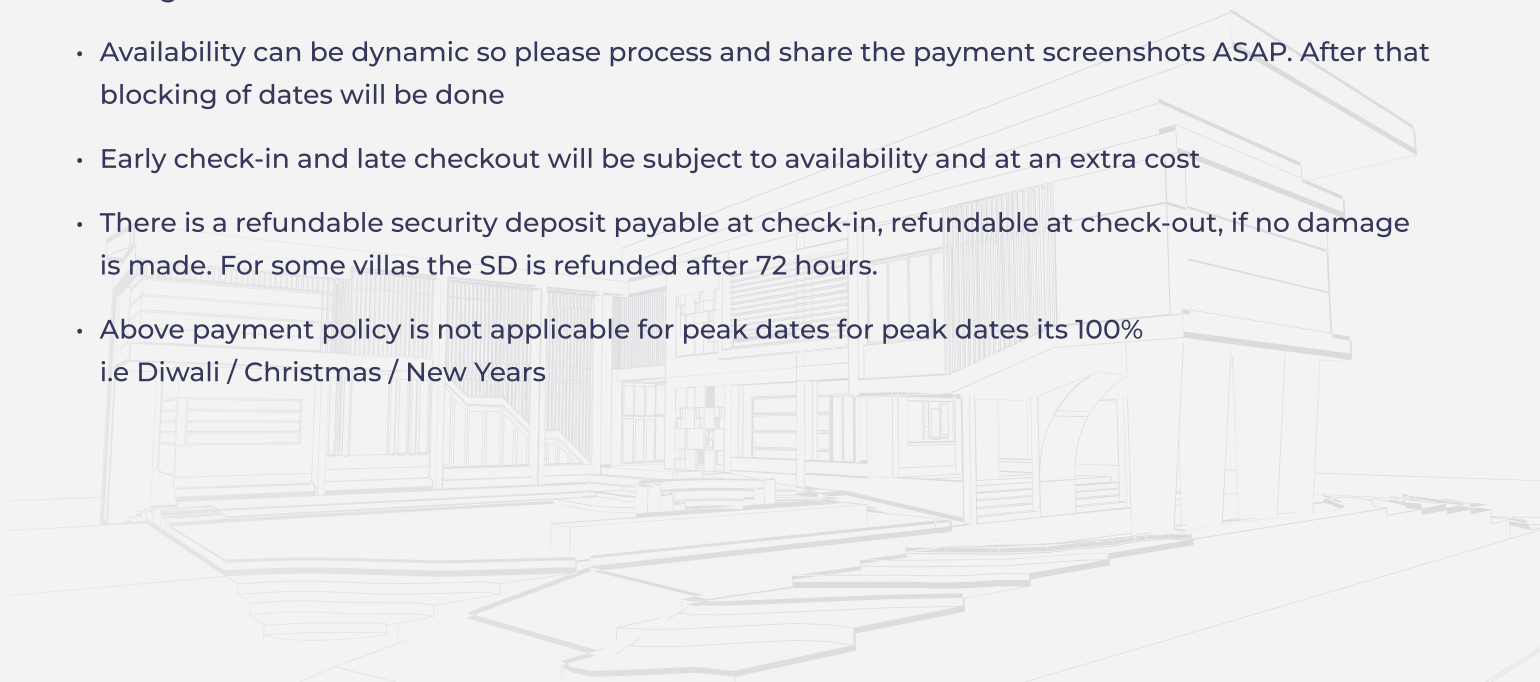 • Availability can be dynamic so please process and share the payment screenshots ASAP. After that
blocking of dates will be done
• Early check-in and late checkout will be subject to availability and at an extra cost
• There is a refundable security deposit payable at check-in, refundable at check-out, if no damage
is made. For some villas the SD is refunded after 72 hours.
• Above payment policy is not applicable for peak dates for peak dates its 100%
i.e Diwali / Christmas / New Years